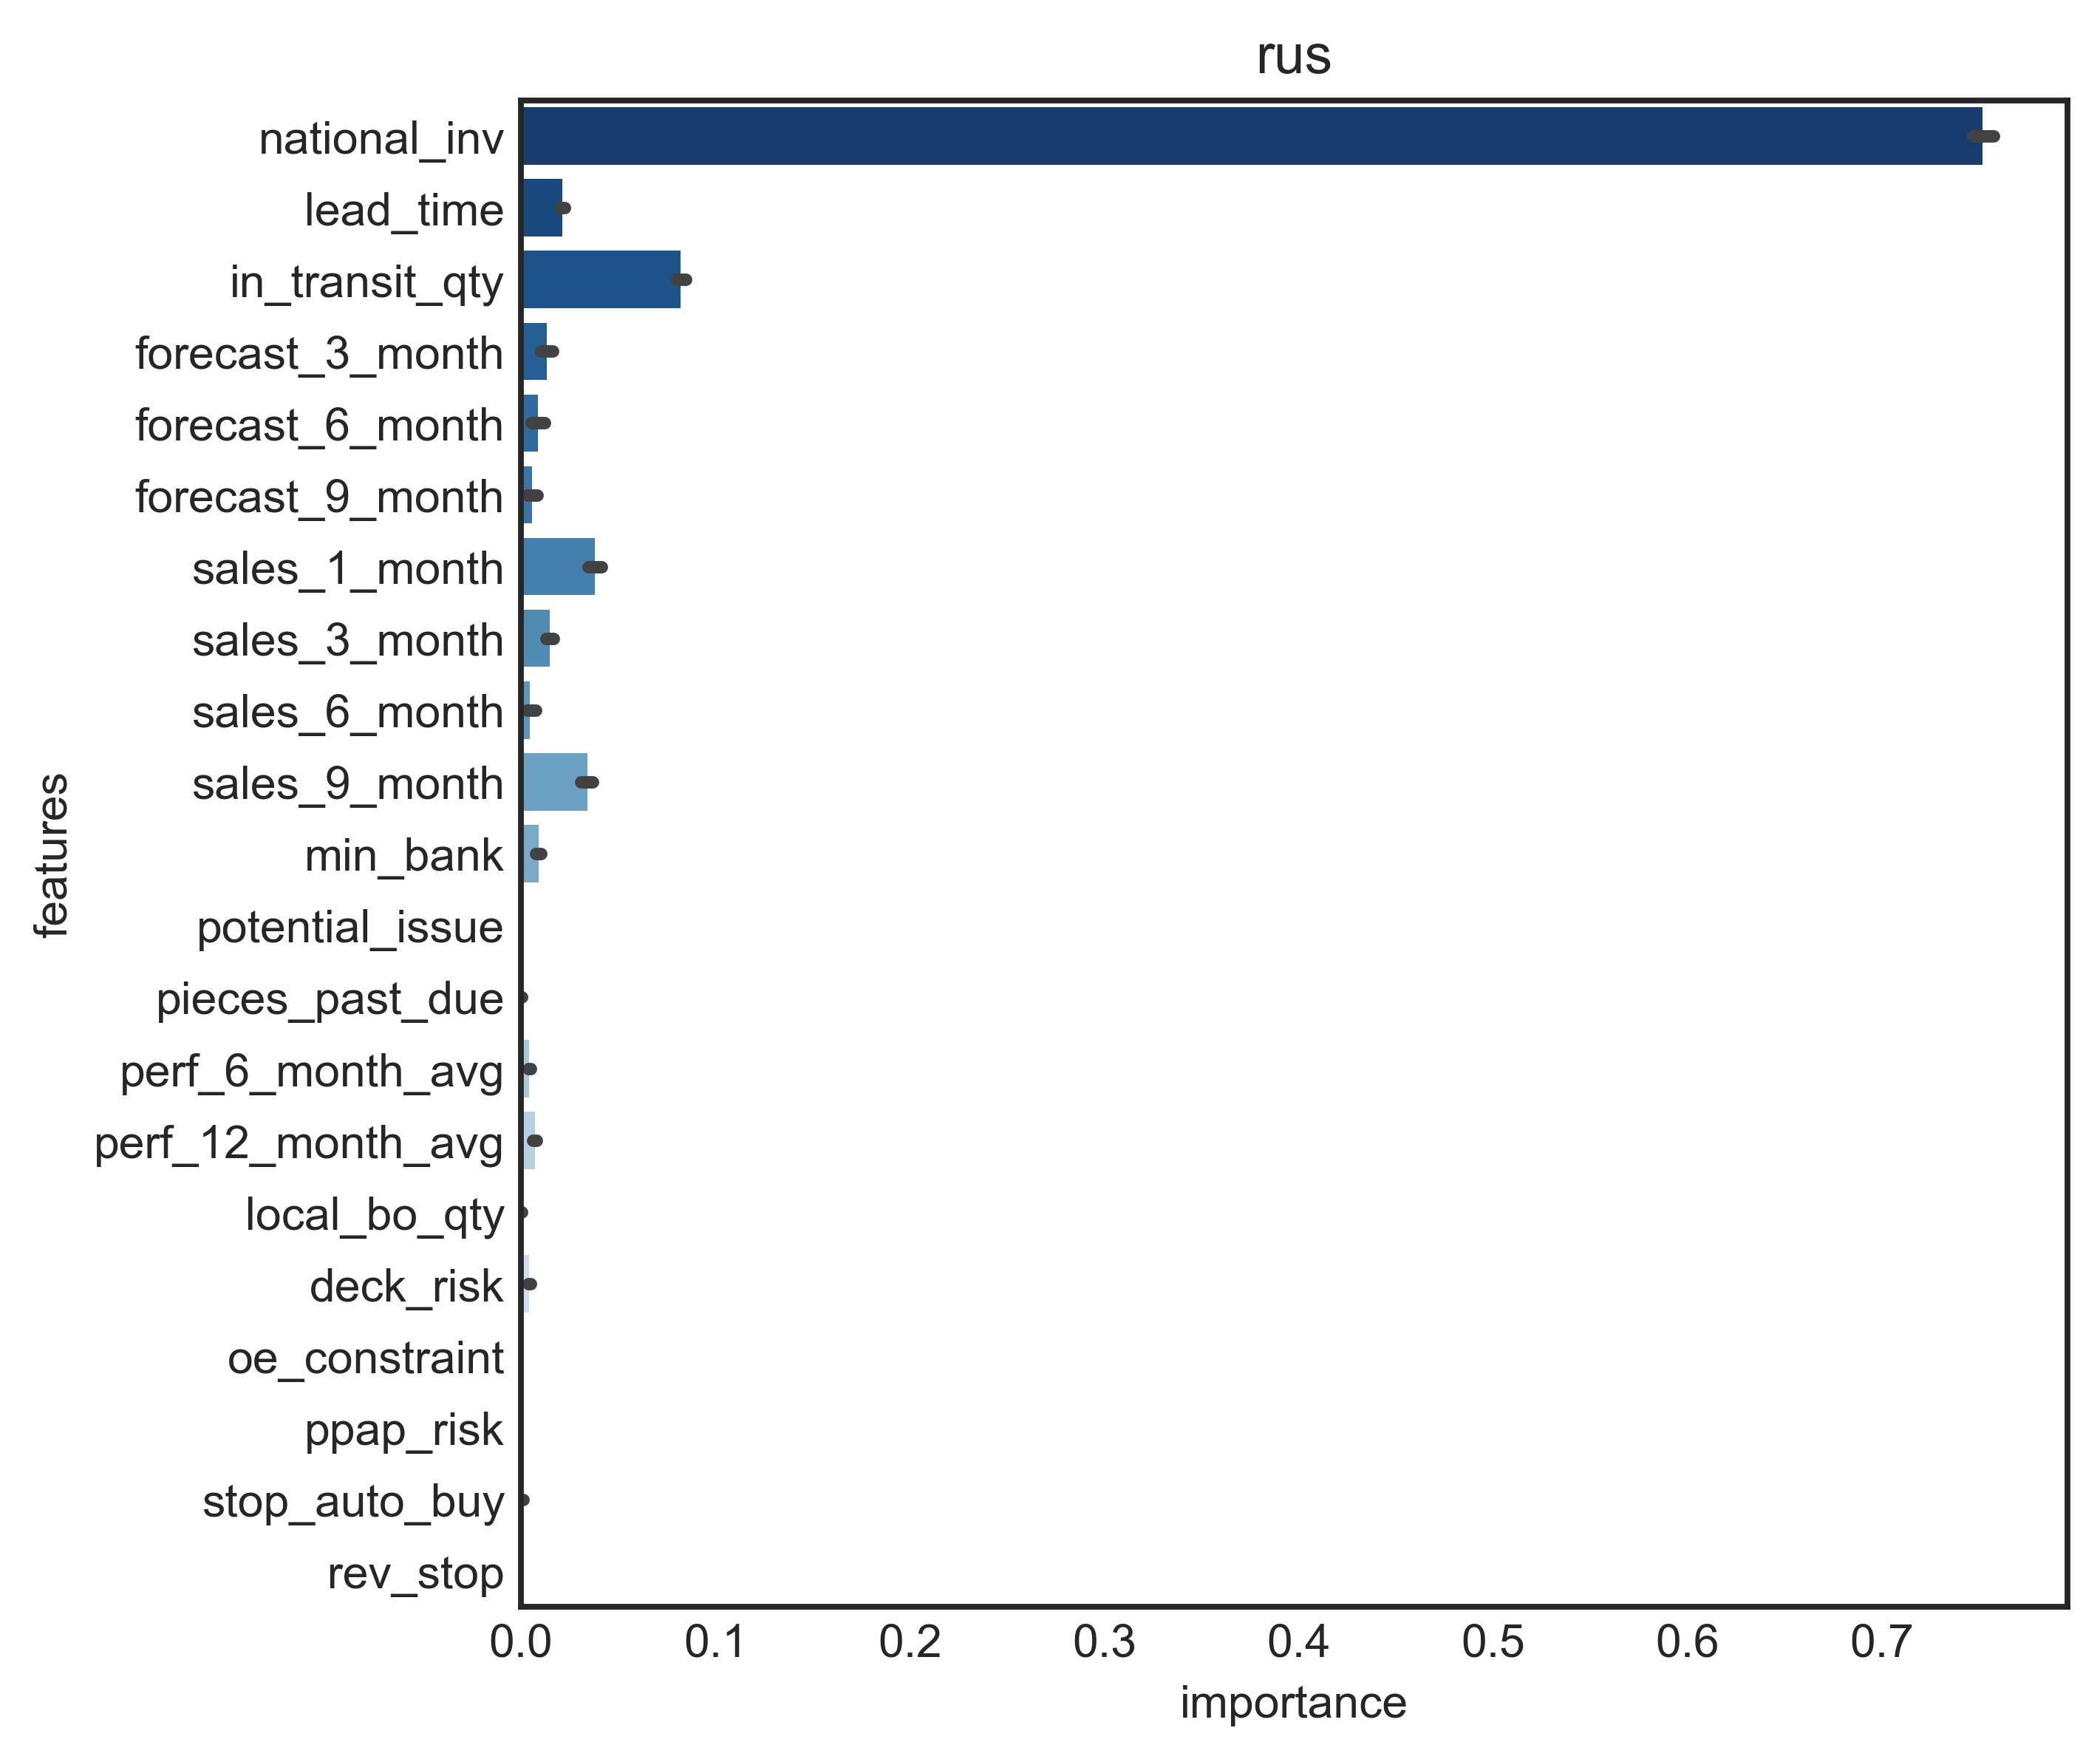 rus
features
national_inv
lead_time
in_transit_qty
forecast_3_month
forecast_6_month
forecast_9_month
sales_1_month
sales_3_month
sales_6_month
sales_9_month
min_bank
potential_issue
pieces_past_due
perf_6_month_avg
perf_12_month_avg
local_bo_qty
deck_risk
oe_constraint
ppap_risk
stop_auto_buy
rev_stop
0.0 0.1 0.2 0.3 0.4 0.5 0.6 0.7
importance